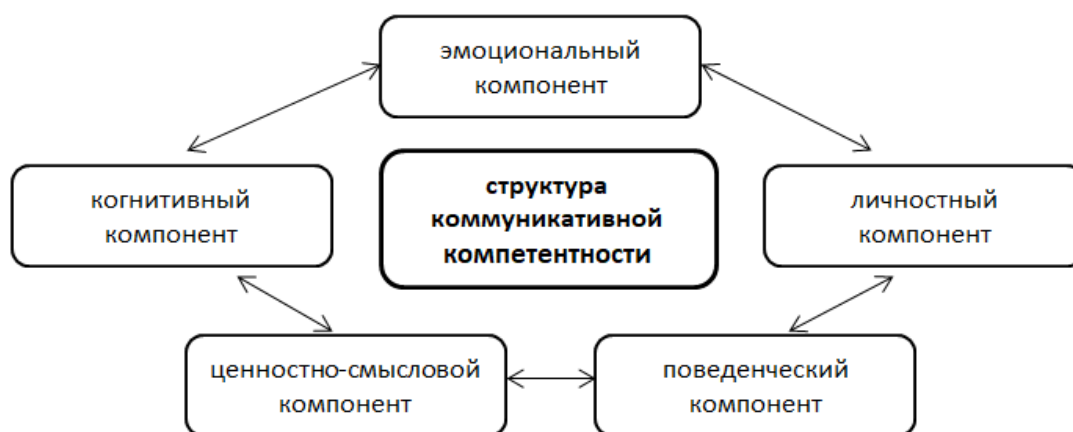 эмоциональный
компонент
когнитивный
компонент
структура
коммуникативной
компетентности
личностный
компонент
ценностно-смысловой
компонент
поведенческий
компонент